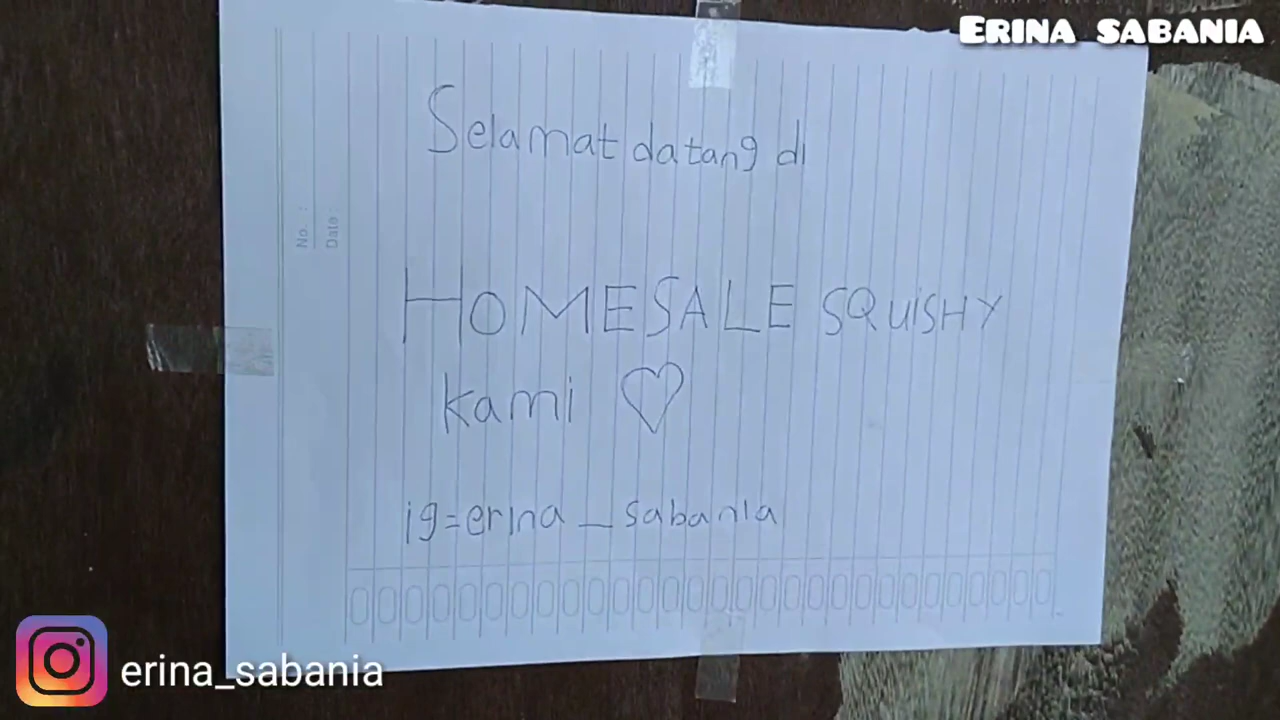 ERINA SABANIA
Selamat datang di
HOMESALE SQUiSHY
kami
ig=erina_sabania
No. :
Date :
erina_sabania